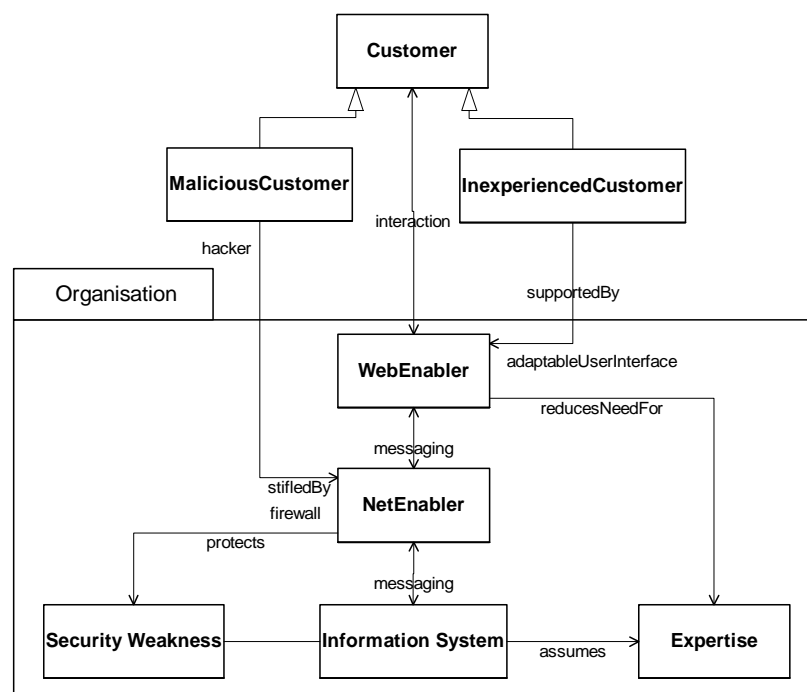 Customer
MaliciousCustomer
InexperiencedCustomer
interaction
hacker
supportedBy
Organisation
WebEnabler
adaptableUserInterface
reducesNeedFor
messaging
stifledBy
NetEnabler
firewall
protects
messaging
Security Weakness
Information System
assumes
Expertise